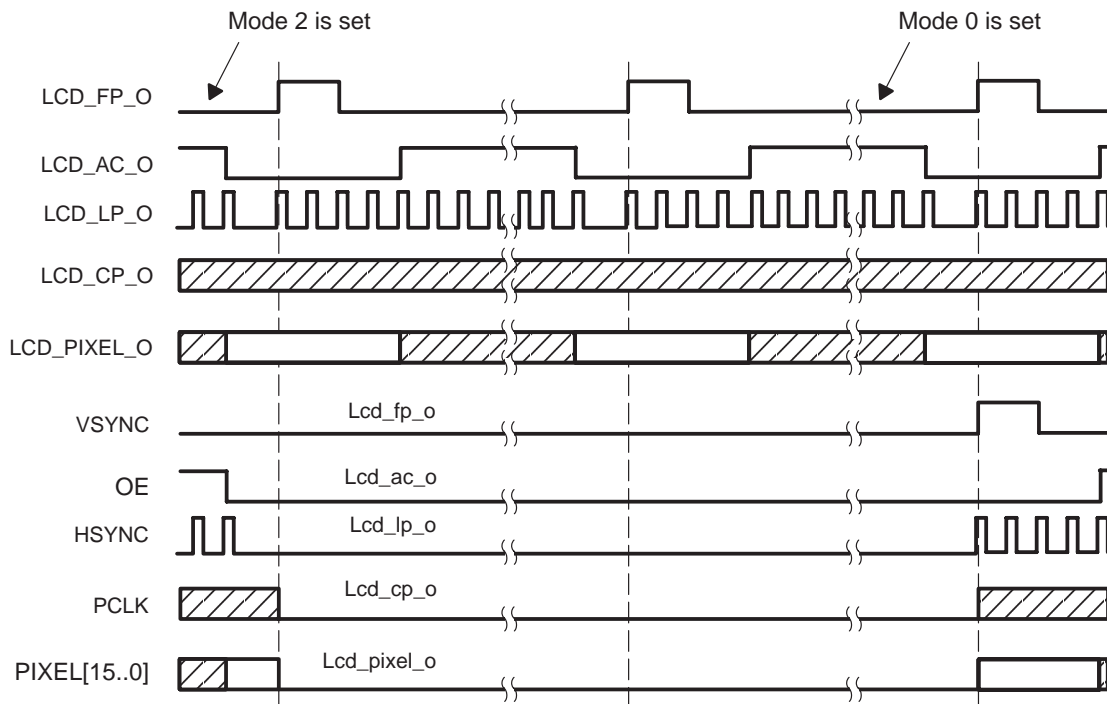 Mode 2 is set
Mode 0 is set
LCD_FP_O
LCD_AC_O
LCD_LP_O
LCD_CP_O
LCD_PIXEL_O
VSYNC
Lcd_fp_o
OE
Lcd_ac_o
HSYNC
Lcd_lp_o
PCLK
Lcd_cp_o
PIXEL[15..0]
Lcd_pixel_o